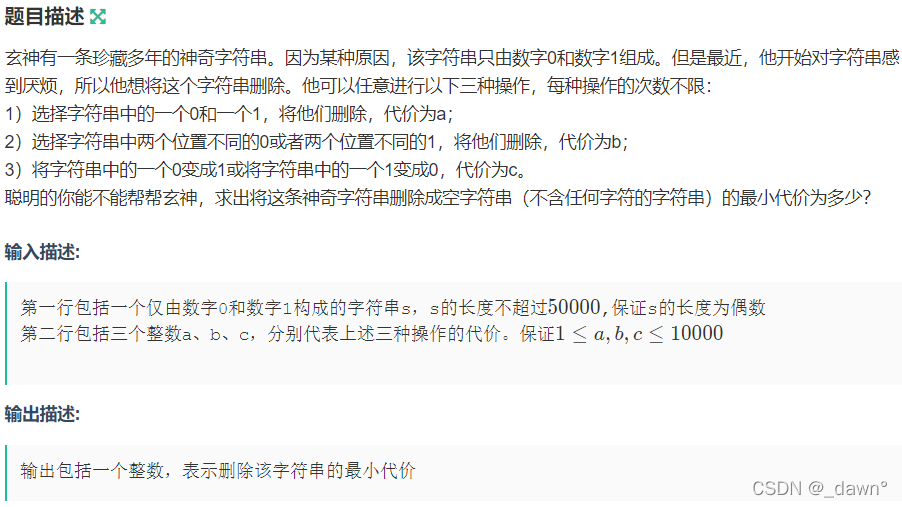 题目描述
玄神有一条珍藏多年的神奇字符串。因为某种原因，该字符串只由数字0和数字1组成。但是最近，他开始对字符串感
到厌烦，所以他想将这个字符串删除。他可以任意进行以下三种操作，每种操作的次数不限：
1）选择字符串中的一个0和一个1，将他们删除，代价为a；
2）选择字符串中两个位置不同的0或者两个位置不同的1，将他们删除，代价为b；
3）将字符串中的一个0变成1或将字符串中的一个1变成0，代价为c。
聪明的你能不能帮帮玄神，求出将这条神奇字符串删除成空字符串（不含任何字符的字符串）的最小代价为多少？
输入描述:
第一行包括一个仅由数字0和数字1构成的字符串s，s的长度不超过50000,保证s的长度为偶数
第二行包括三个整数a、b、c，分别代表上述三种操作的代价。保证1 ≤ a, b, c ≤ 10000
输出描述:
输出包括一个整数，表示删除该字符串的最小代价
CSDN @_dawn°